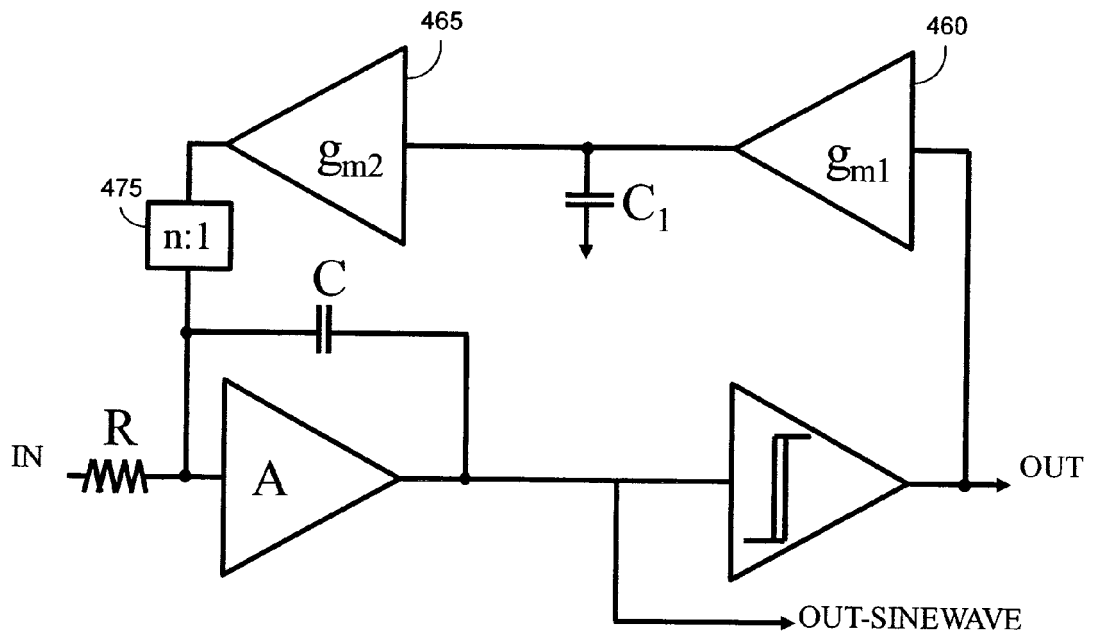 465
460
gm2
gm1
475
n:1
C1
C
R
IN
A
OUT
OUT-SINEWAVE